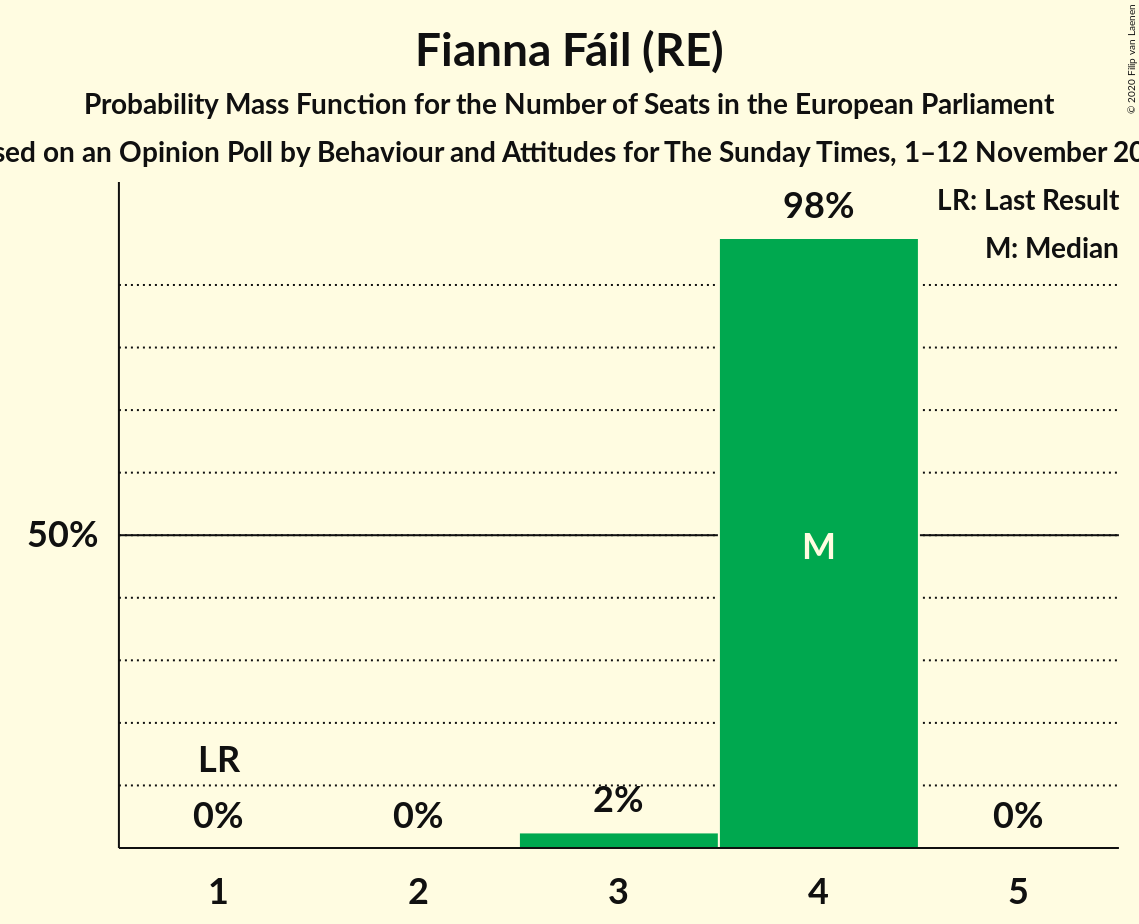 Fianna Fáil (RE)
Probability Mass Function for the Number of Seats in the European Parliament
on an Opinion Poll by Behaviour and Attitudes for The Sunday Times, 1–12 November
© 2020 Filip van Laenen
LR: Last Result
M: Median
98%
50%
M
LR
0%
0%
2%
0%
1
2
3
4
5